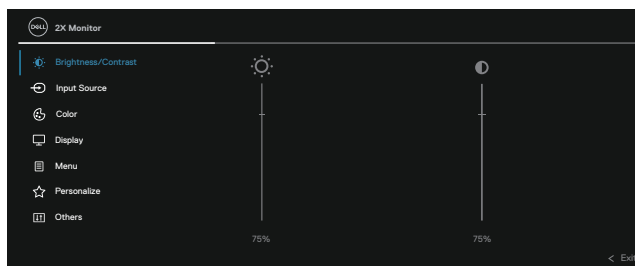 DELL 2X Monitor
Brightness/Contrast
Input Source
Color
Display
Menu
Personalize
Others
75% 75%
< Exit